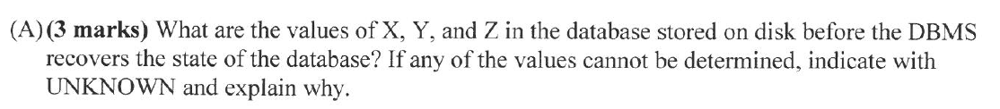 (A)(3 marks) What are the values of X, Y, and Z in the database stored on disk before the DBMS
recovers the state of the database? If any of the values cannot be determined, indicate with
UNKNOWN and explain why.